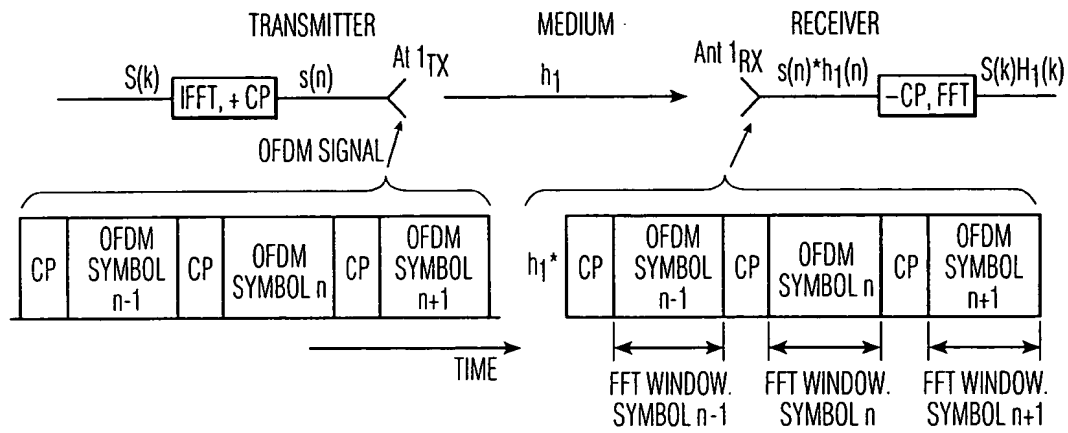 TRANSMITTER
MEDIUM
RECEIVER
S(k)
IFFT, + CP
s(n)
At 1TX
h1
Ant 1RX
s(n)*h1(n)
−CP, FFT
S(k)H1(k)
OFDM SIGNAL
CP
OFDM
SYMBOL
n-1
CP
OFDM
SYMBOL n
CP
OFDM
SYMBOL
n+1
TIME
h1*
CP
OFDM
SYMBOL
n-1
CP
OFDM
SYMBOL n
CP
OFDM
SYMBOL
n+1
FFT WINDOW.
SYMBOL n-1
FFT WINDOW.
SYMBOL n
FFT WINDOW.
SYMBOL n+1